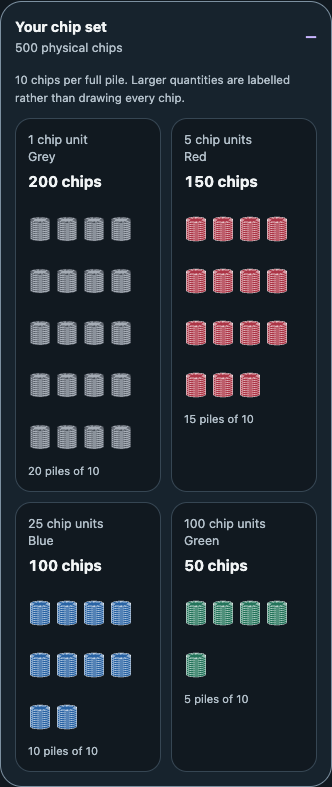 Your chip set
500 physical chips
–
10 chips per full pile. Larger quantities are labelled
rather than drawing every chip.
1 chip unit
Grey
200 chips
20 piles of 10
5 chip units
Red
150 chips
15 piles of 10
25 chip units
Blue
100 chips
10 piles of 10
100 chip units
Green
50 chips
5 piles of 10